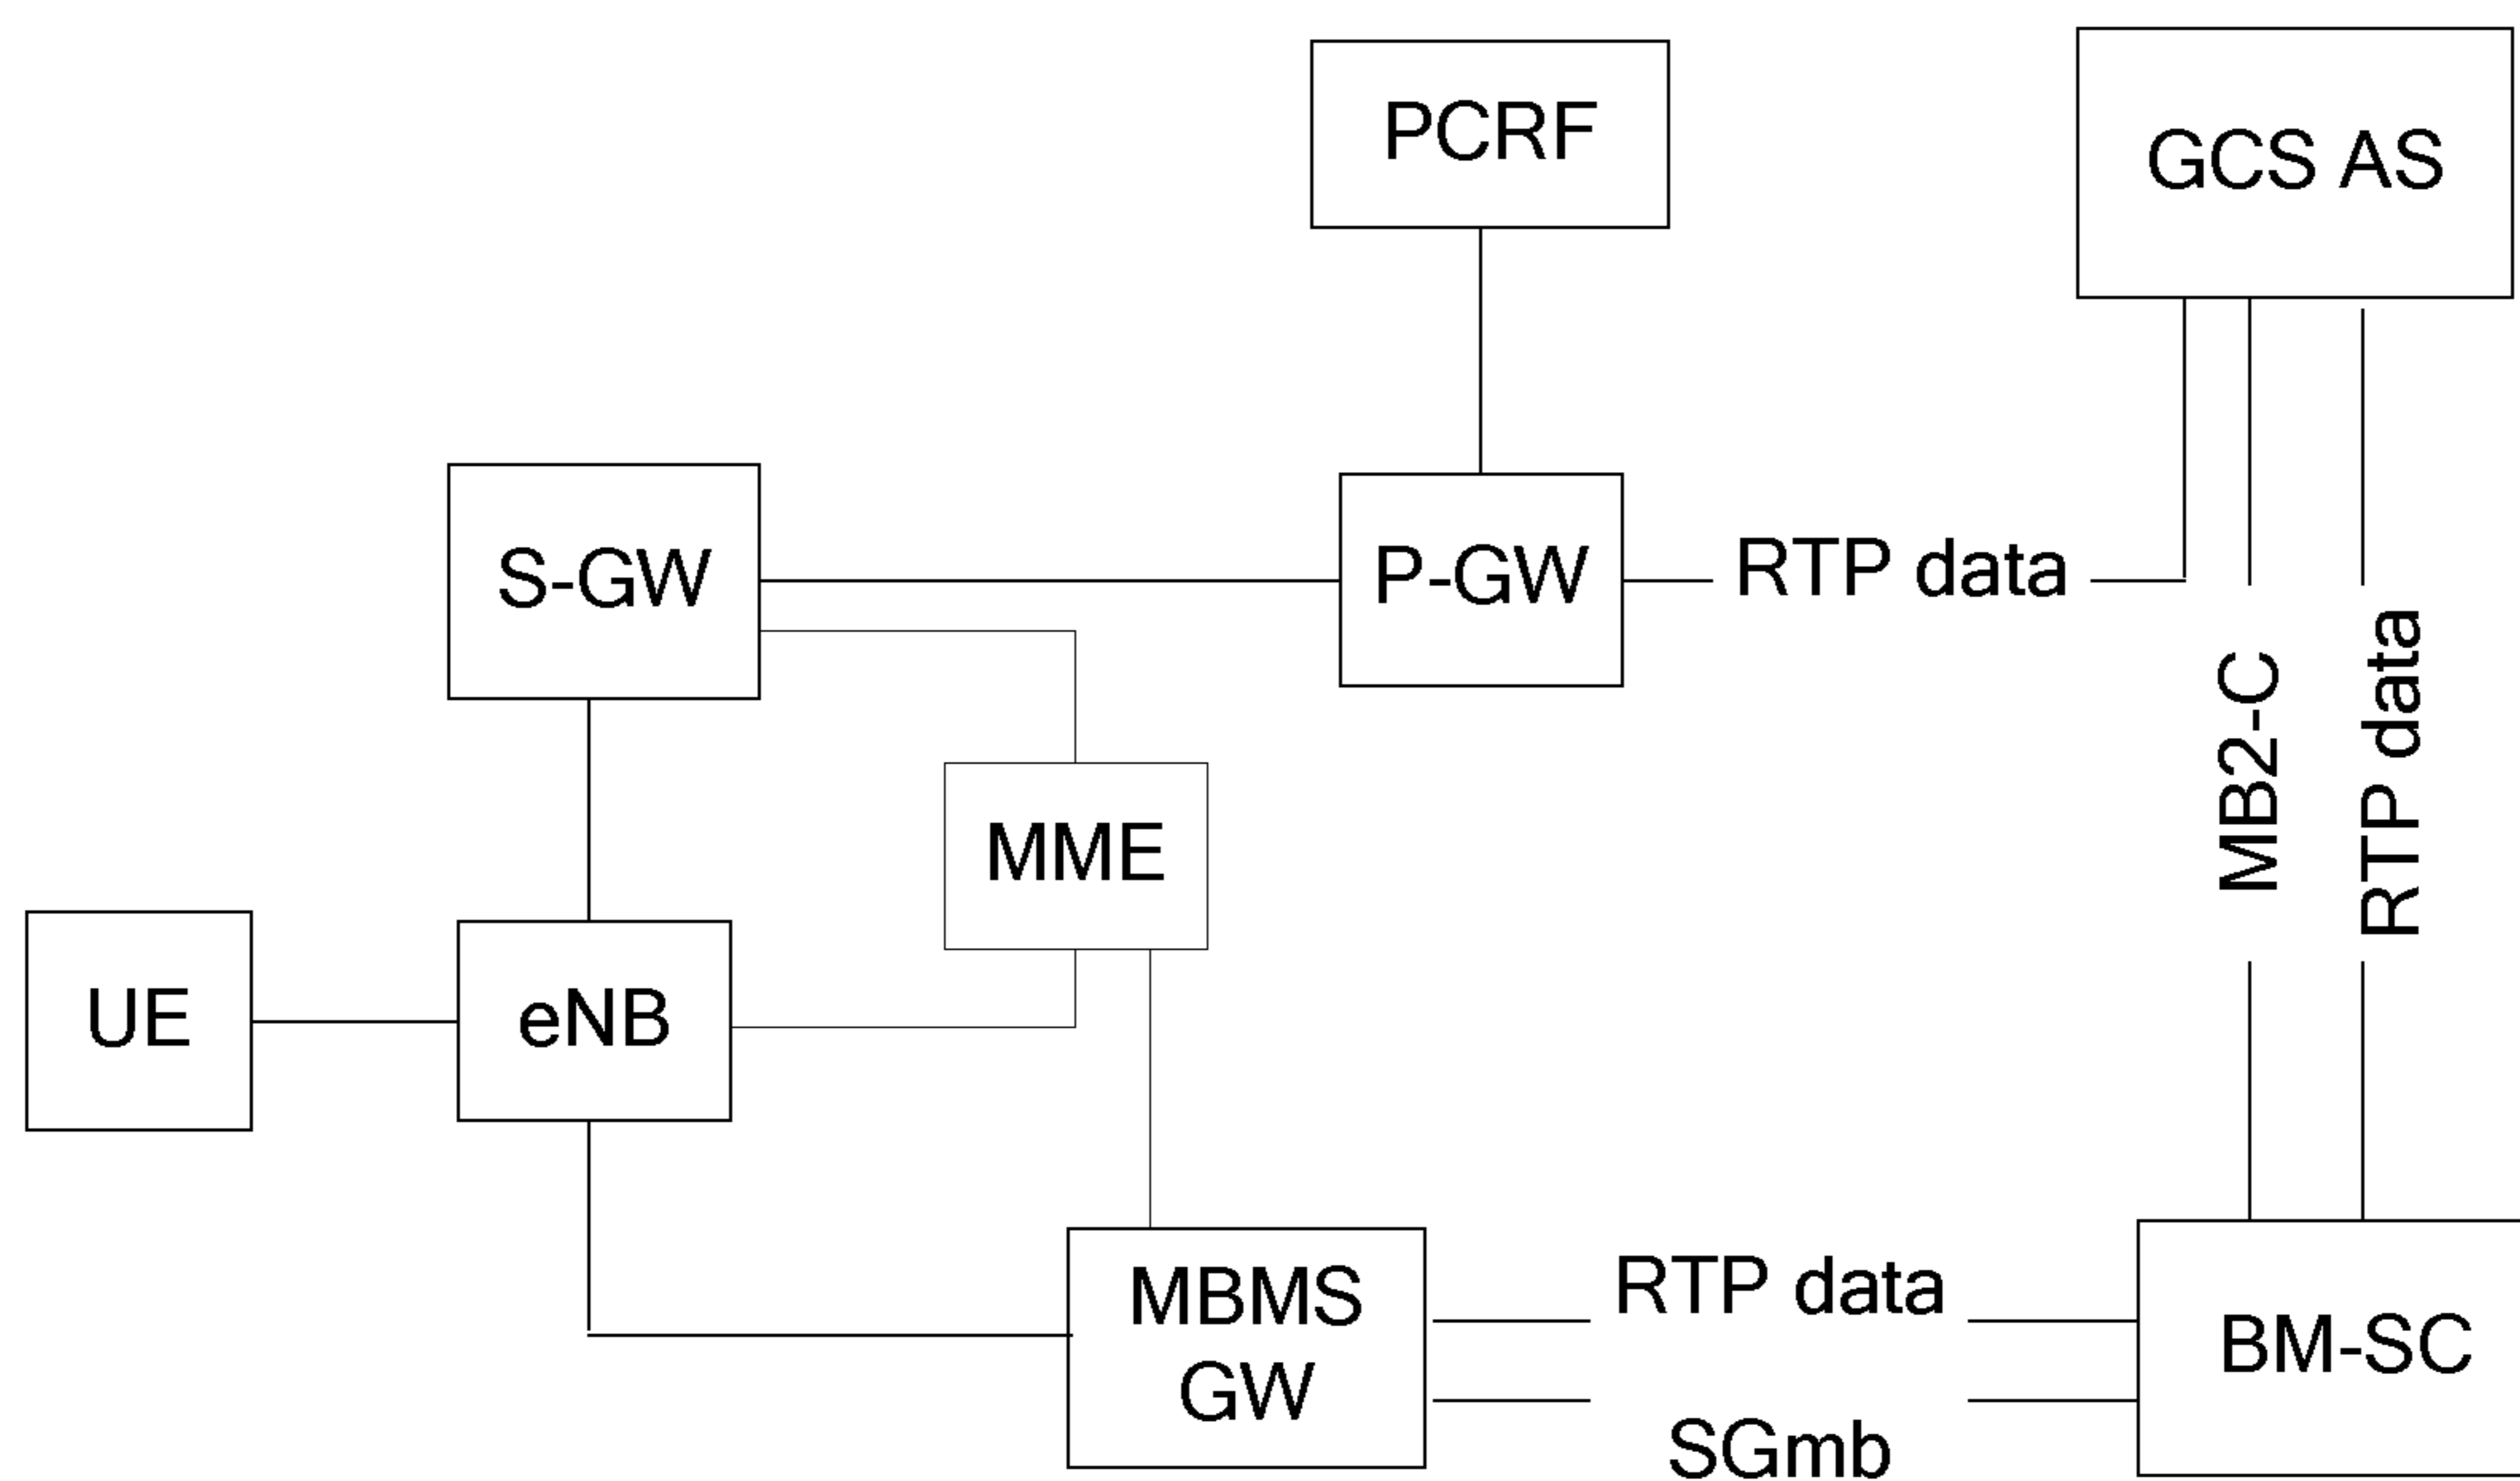 PCRF
GCS AS
S-GW
P-GW
RTP data
MB2-C
RTP data
MME
UE
eNB
MBMS
GW
RTP data
SGmb
BM-SC